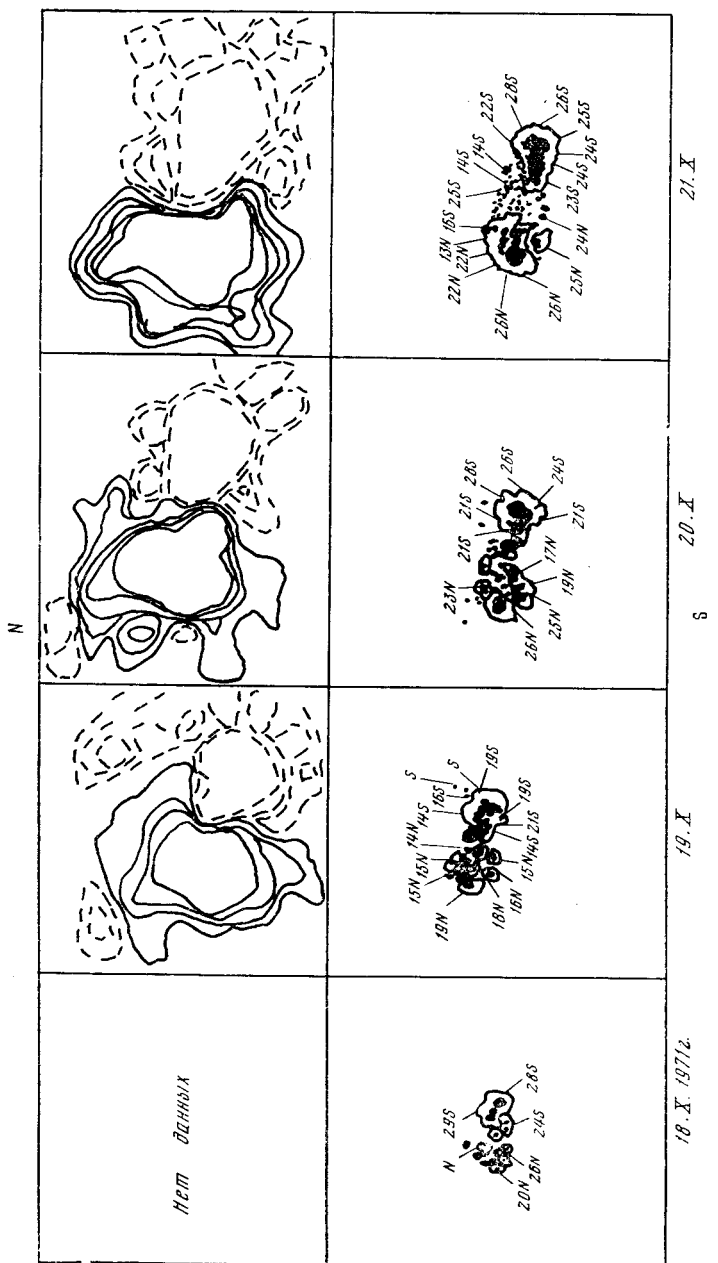 N
Нет данных
N
29S
28S
24S
26N
20N
19N
15N
15N
14N
14S
16S
S
S
19S
19S
21S
14S
15N
16N
18N
23N
21S
21S
28S
26S
24S
21S
17N
19N
25N
26N
26N
22N
22N
13N
16S
25S
14S
14S
22S
28S
26S
25S
24S
24S
23S
24N
25N
26N
18.X.1971г.
19.X
20.X
21.X
S